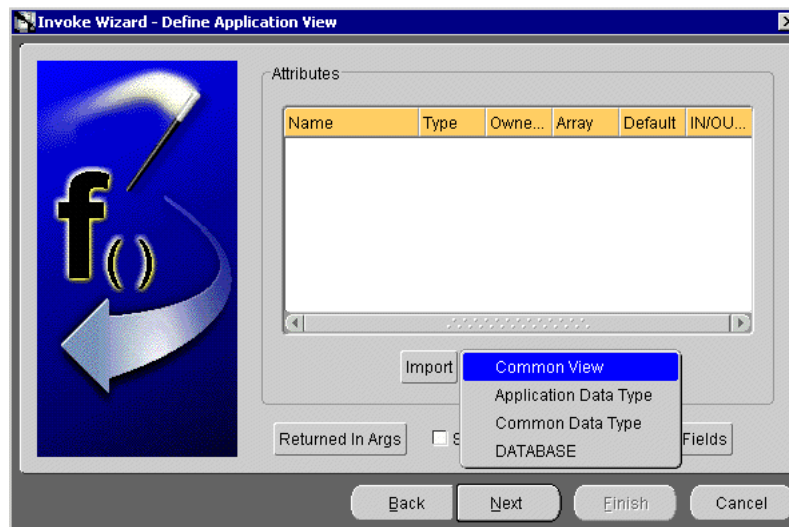 Invoke Wizard - Define Application View
Attributes
Name Type Owne... Array Default IN/OU...
f()
Import
Common View
Application Data Type
Common Data Type
DATABASE
Returned In Args S Fields
Back Next Finish Cancel